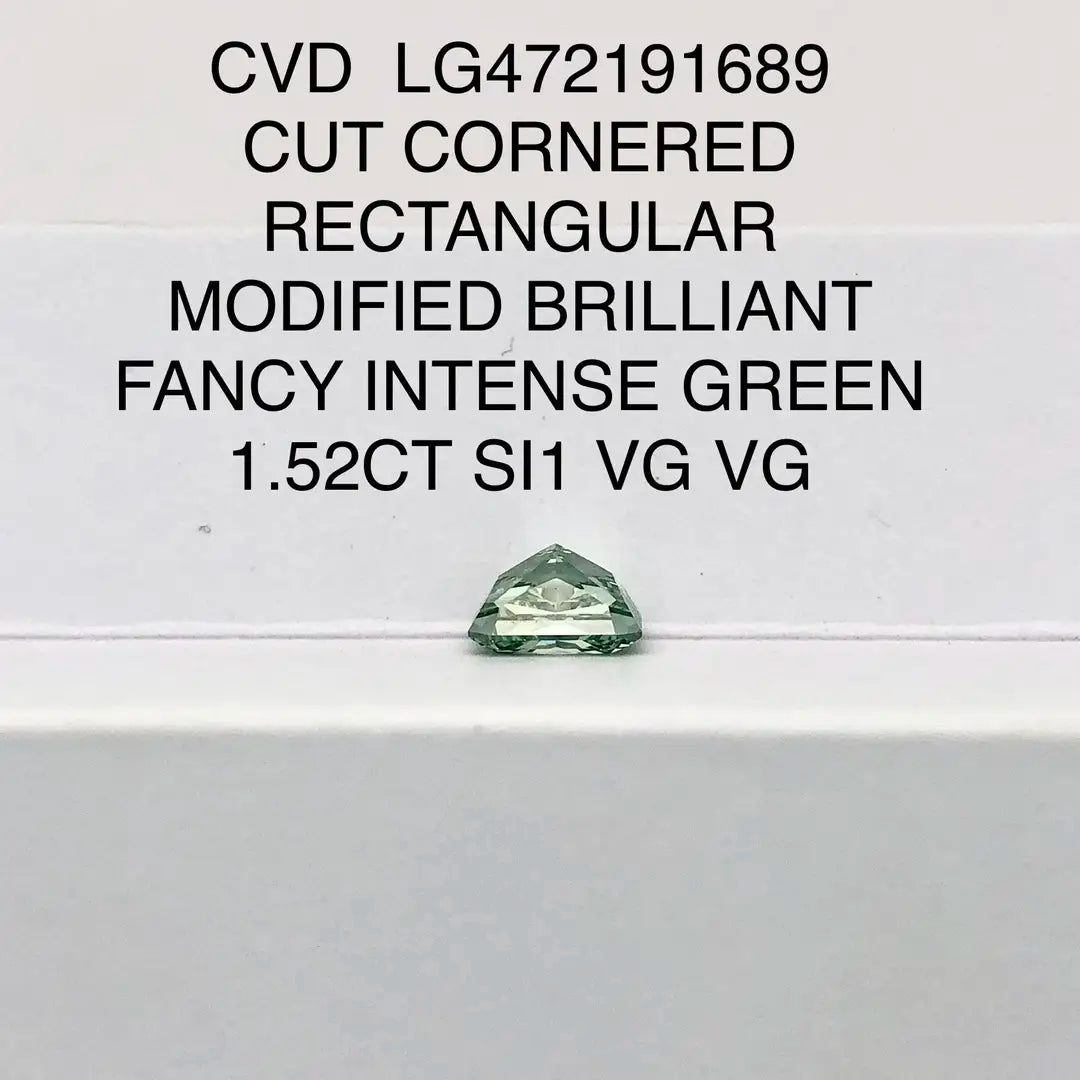 CVD  LG472191689
CUT CORNERED
RECTANGULAR
MODIFIED BRILLIANT
FANCY INTENSE GREEN
1.52CT SI1 VG VG